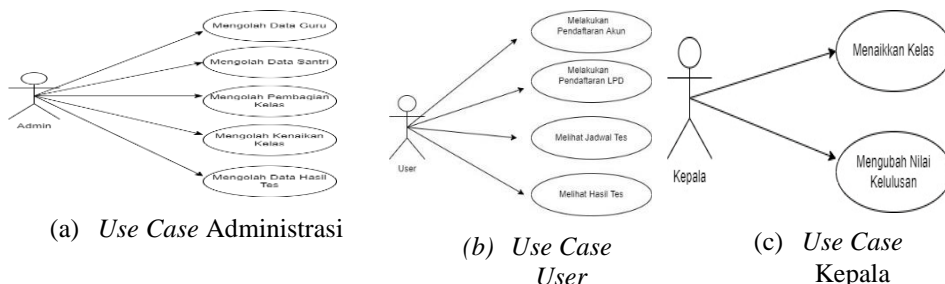 Mengolah Data Guru
Mengolah Data Santri
Mengolah Pembagian
Kelas
Mengolah Kenaikan
Kelas
Mengolah Data Hasil
Tes
Admin
(a) Use Case Administrasi
Melakukan
Pendaftaran Akun
Melakukan
Pendaftaran LPD
Melihat Jadwal Tes
Melihat Hasil Tes
User
(b) Use Case
User
Menaikkan Kelas
Mengubah Nilai
Kelulusan
Kepala
(c) Use Case
Kepala